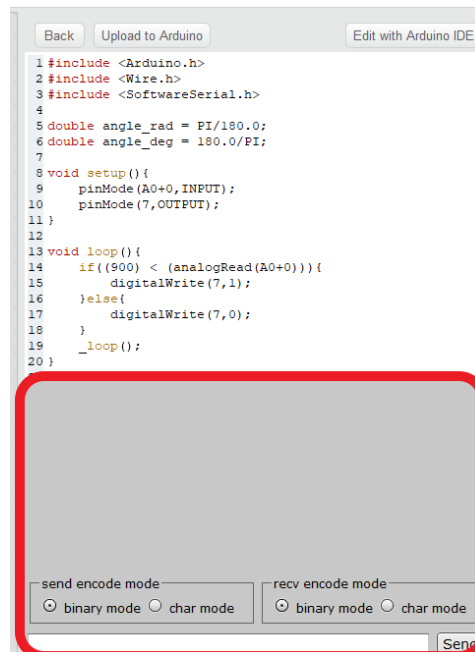 Back Upload to Arduino Edit with Arduino IDE
1 #include <Arduino.h>
2 #include <Wire.h>
3 #include <SoftwareSerial.h>
4
5 double angle_rad = PI/180.0;
6 double angle_deg = 180.0/PI;
7
8 void setup(){
9     pinMode(A0+0,INPUT);
10     pinMode(7,OUTPUT);
11 }
12
13 void loop(){
14     if((900) < (analogRead(A0+0))){
15         digitalWrite(7,1);
16     }else{
17         digitalWrite(7,0);
18     }
19     _loop();
20 }
send encode mode recv encode mode
binary mode char mode binary mode char mode
Send